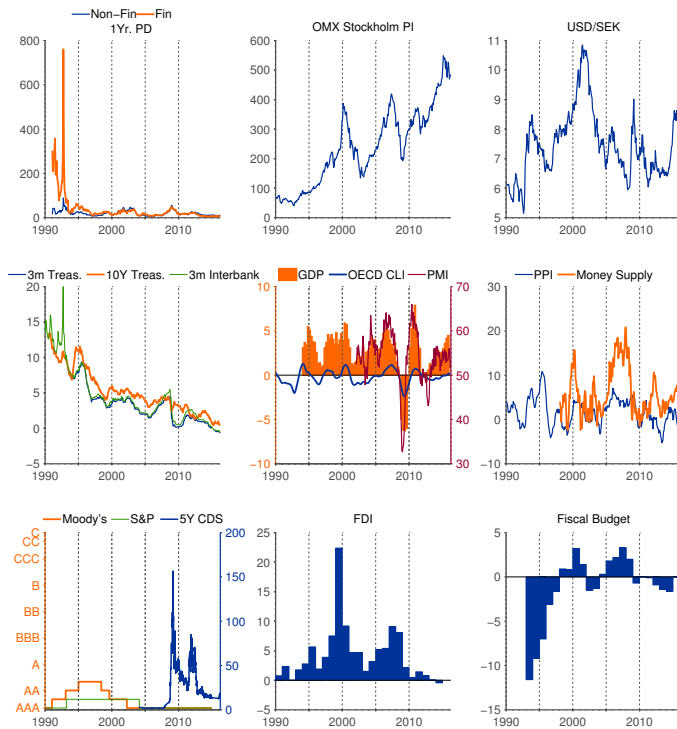 Non-Fin Fin
1Yr. PD
800
600
400
200
0
1990 2000 2010
OMX Stockholm PI
600
500
400
300
200
100
0
1990 2000 2010
USD/SEK
11
10
9
8
7
6
5
1990 2000 2010
3m Treas. 10Y Treas. 3m Interbank
20
15
10
5
0
−5
1990 2000 2010
GDP OECD CLI PMI
10
5
0
−5
−10
70
60
50
40
30
1990 2000 2010
PPI Money Supply
30
20
10
0
−10
1990 2000 2010
Moody's S&P 5Y CDS
C
CC
CCC
B
BB
BBB
A
AA
AAA
200
150
100
50
0
1990 2000 2010
FDI
25
20
15
10
5
0
−5
1990 2000 2010
Fiscal Budget
5
0
−5
−10
−15
1990 2000 2010